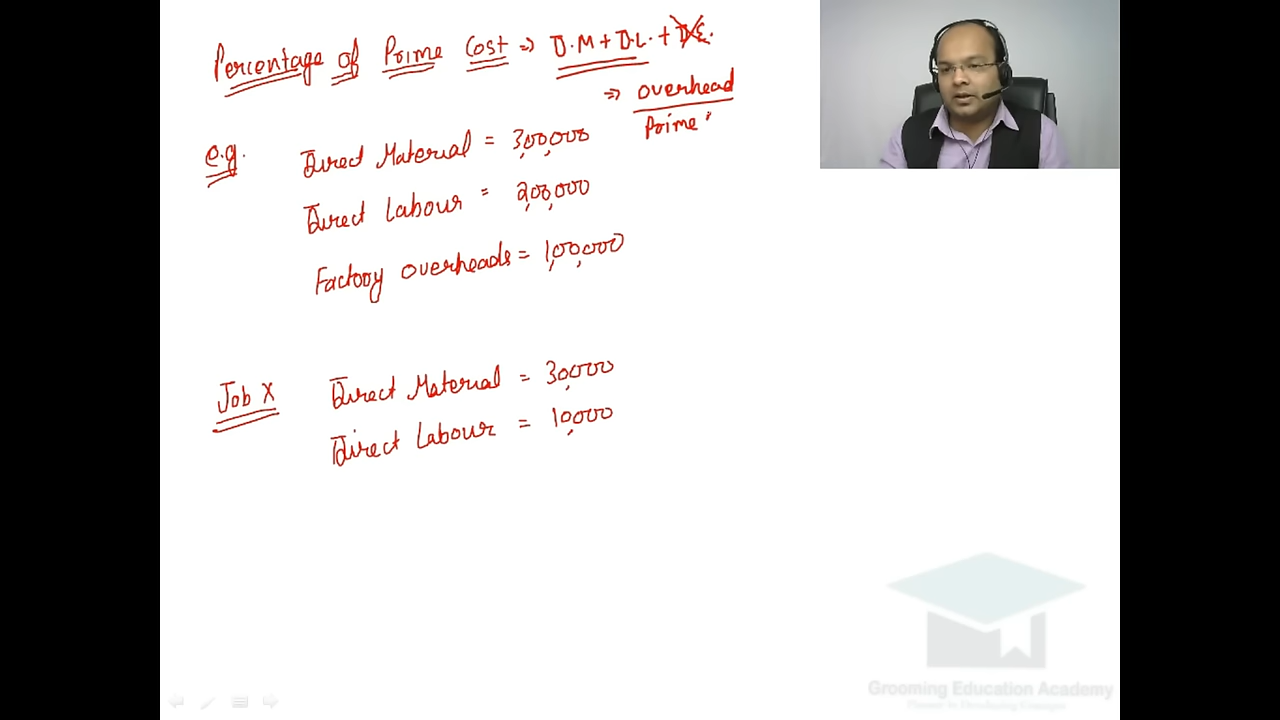 Percentage of Prime Cost ⇒ D.M + D.L. + D.E.
⇒ overhead
Prime
e.g. Direct Material = 3,00,000
Direct Labour = 2,00,000
Factory overheads = 1,00,000
Job X Direct Material = 30,000
Direct Labour = 10,000
Grooming Education Academy